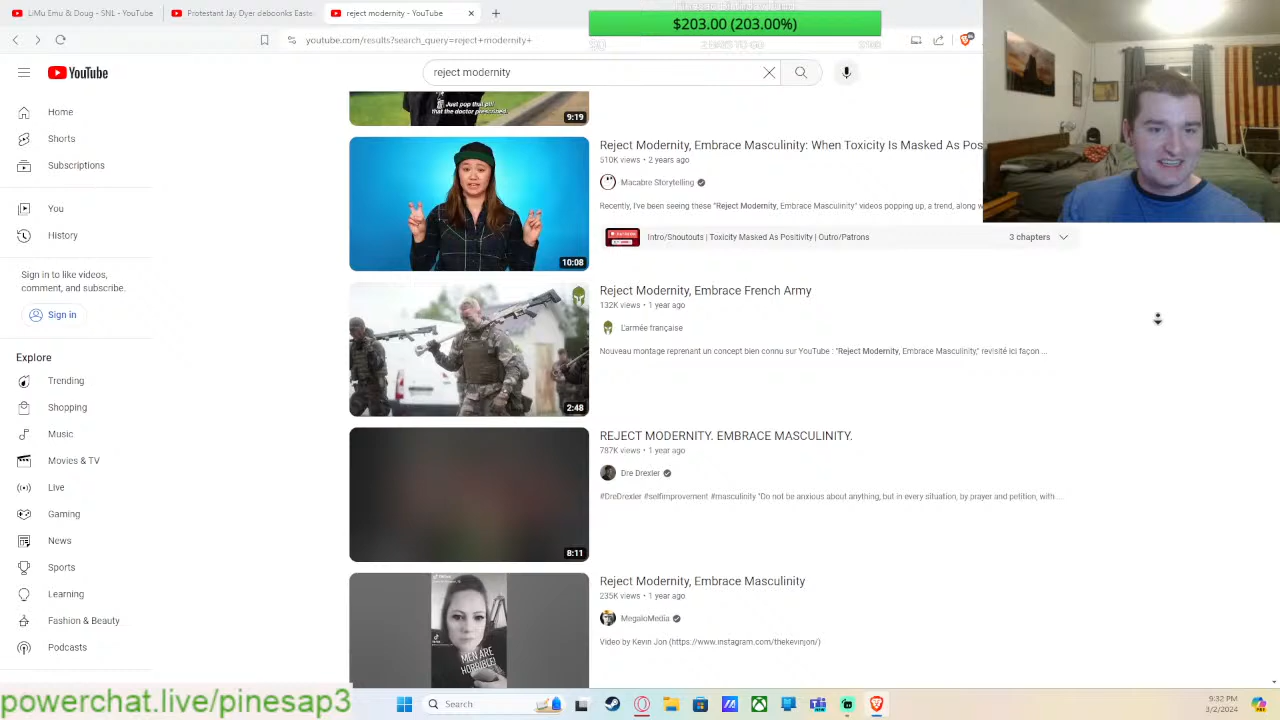 Protestant Jay Dyer
reject modernity - YouTube
$203.00 (203.00%)
youtube.com/results?search_query=reject+modernity+
YouTube
reject modernity
Home
Shorts
Subscriptions
You
History
Sign in to like videos,
comment, and subscribe.
Sign in
Explore
Trending
Shopping
Music
Movies & TV
Live
Gaming
News
Sports
Learning
Fashion & Beauty
Podcasts
Just pop that pill
that the doctor prescribed.
9:19
Reject Modernity, Embrace Masculinity: When Toxicity Is Masked As Pos
510K views • 2 years ago
Macabre Storytelling
Recently, I've been seeing these "Reject Modernity, Embrace Masculinity" videos popping up, a trend, along w
Intro/Shoutouts | Toxicity Masked As Positivity | Outro/Patrons
3 chapters
10:08
Reject Modernity, Embrace French Army
132K views • 1 year ago
L'armée française
Nouveau montage reprenant un concept bien connu sur YouTube : "Reject Modernity, Embrace Masculinity," revisité ici façon ...
2:48
REJECT MODERNITY. EMBRACE MASCULINITY.
787K views • 1 year ago
Dre Drexler
#DreDrexler #selfimprovement #masculinity "Do not be anxious about anything, but in every situation, by prayer and petition, with ...
8:11
Reject Modernity, Embrace Masculinity
235K views • 1 year ago
MegaloMedia
Video by Kevin Jon (https://www.instagram.com/thekevinjon/)
MEN ARE
HORRIBLE!
powerchat.live/pinesap3
Search
9:32 PM
3/2/2024